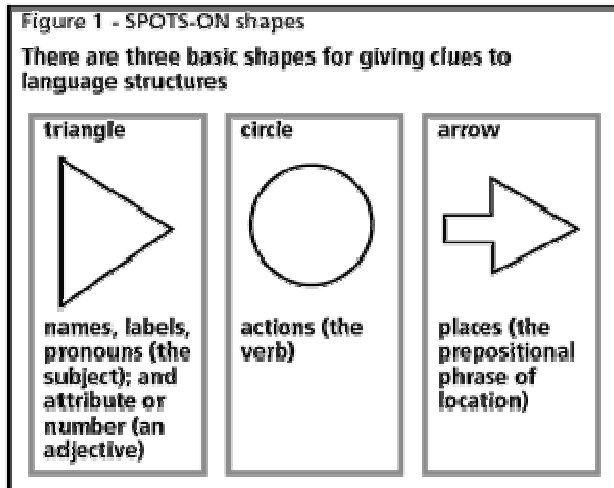 Figure 1 - SPOTS-ON shapes
There are three basic shapes for giving clues to
language structures
triangle
names, labels,
pronouns (the
subject); and
attribute or
number (an
adjective)
circle
actions (the
verb)
arrow
places (the
prepositional
phrase of
location)